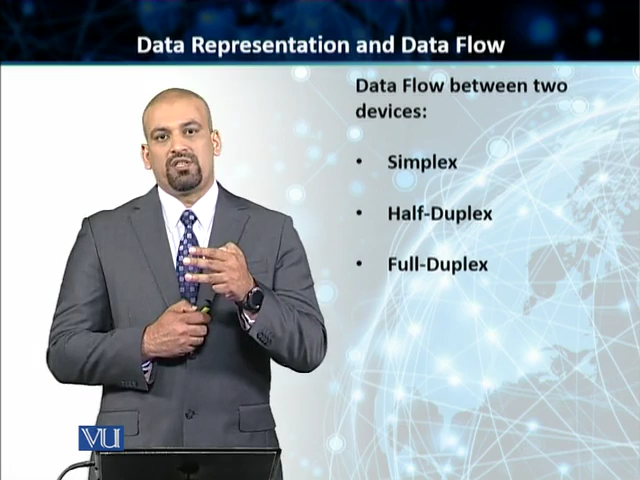 Data Representation and Data Flow
Data Flow between two
devices:
• Simplex
• Half-Duplex
• Full-Duplex
VU